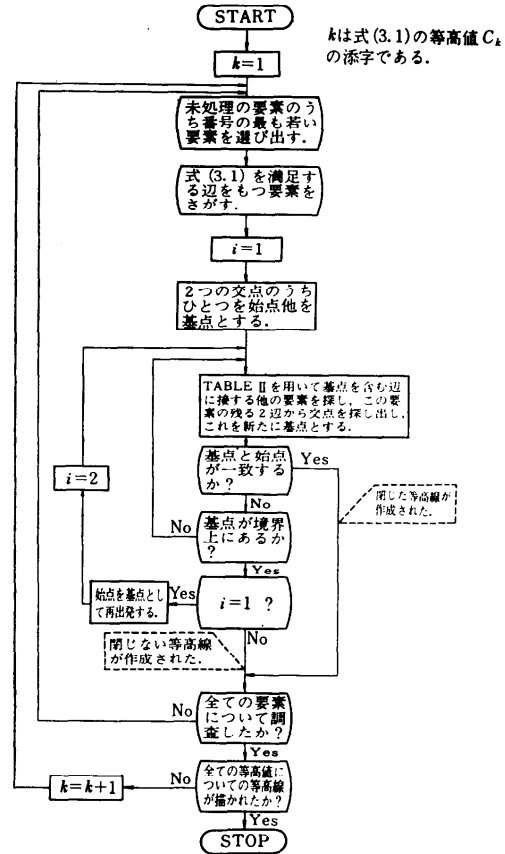 START
kは式(3.1)の等高値Ck
の添字である.
k=1
未処理の要素のう
ち番号の最も若い
要素を選び出す.
式(3.1)を満足す
る辺をもつ要素を
さがす.
i=1
2つの交点のうち
ひとつを始点他を
基点とする.
TABLE Ⅱを用いて基点を含む辺
に接する他の要素を探し,この要
素の残る2辺から交点を探し出し,
これを新たに基点とする.
基点と始点
が一致する
か?
Yes
No
i=2
閉じた等高線が
作成された.
No
基点が境界
上にあるか
?
Yes
始点を基点とし
て再出発する.
Yes
i=1 ?
No
閉じない等高線
が作成された.
No
全ての要素
について調
査したか?
Yes
k=k+1
No
全ての等高値に
ついての等高線
が描かれたか?
Yes
STOP